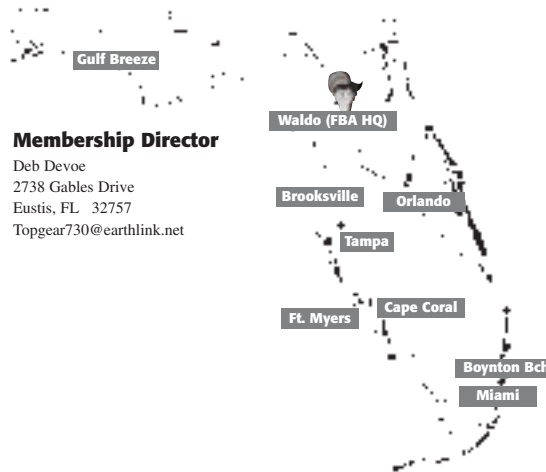 Gulf Breeze
Waldo (FBA HQ)
Membership Director
Deb Devoe
2738 Gables Drive
Eustis, FL 32757
Topgear730@earthlink.net
Brooksville
Orlando
Tampa
Cape Coral
Ft. Myers
Boynton Bch
Miami